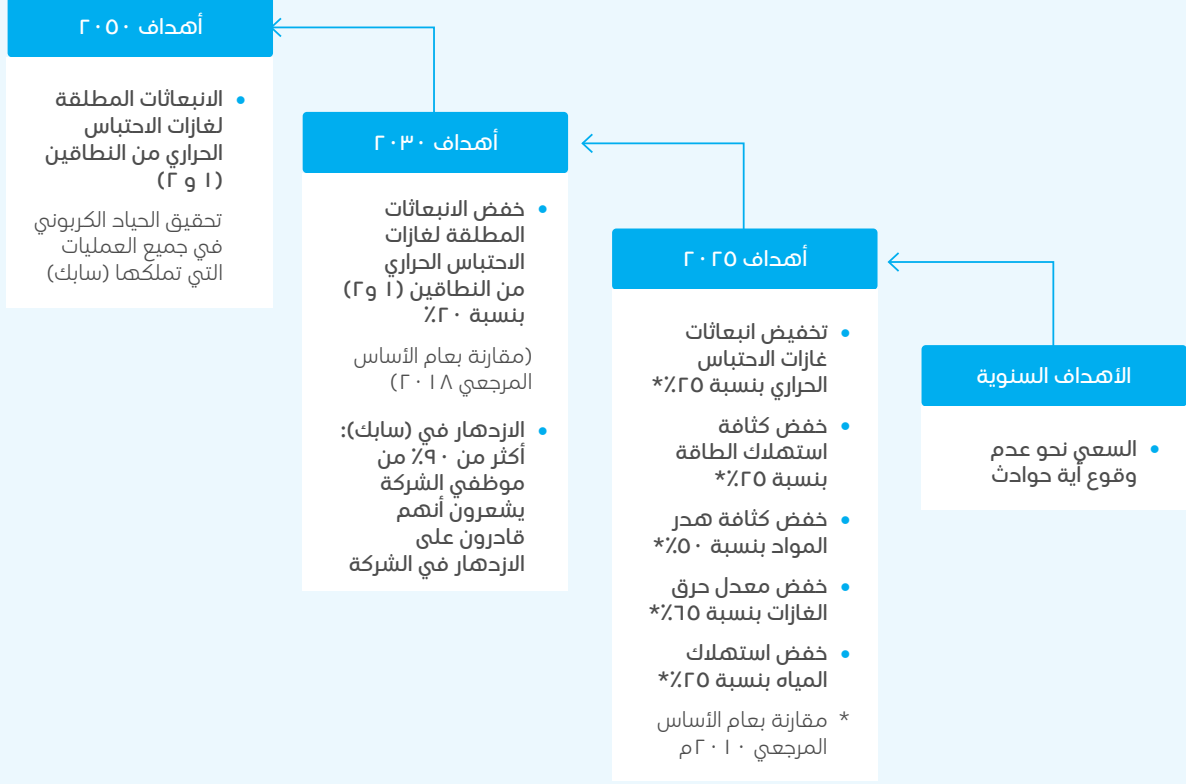 الأهداف السنوية
• السعي نحو عدم
وقوع أية حوادث
أهداف ٢٠٢٥
• تخفيض انبعاثات
غازات الاحتباس
الحراري بنسبة ٢٥٪*
• خفض كثافة
استهلاك الطاقة
بنسبة ٢٥٪*
• خفض كثافة هدر
المواد بنسبة ٥٠٪*
• خفض معدل حرق
الغازات بنسبة ٦٥٪*
• خفض استهلاك
المياه بنسبة ٢٥٪*
* مقارنة بعام الأساس
المرجعي ٢٠١٠م
أهداف ٢٠٣٠
• خفض الانبعاثات
المطلقة لغازات
الاحتباس الحراري
من النطاقين (١ و٢)
بنسبة ٢٠٪
(مقارنة بعام الأساس
المرجعي ٢٠١٨)
• الازدهار في (سابك):
أكثر من ٩٠٪ من
موظفي الشركة
يشعرون أنهم
قادرون على
الازدهار في الشركة
أهداف ٢٠٥٠
• الانبعاثات المطلقة
لغازات الاحتباس
الحراري من النطاقين
(١ و ٢)
تحقيق الحياد الكربوني
في جميع العمليات
التي تملكها (سابك)